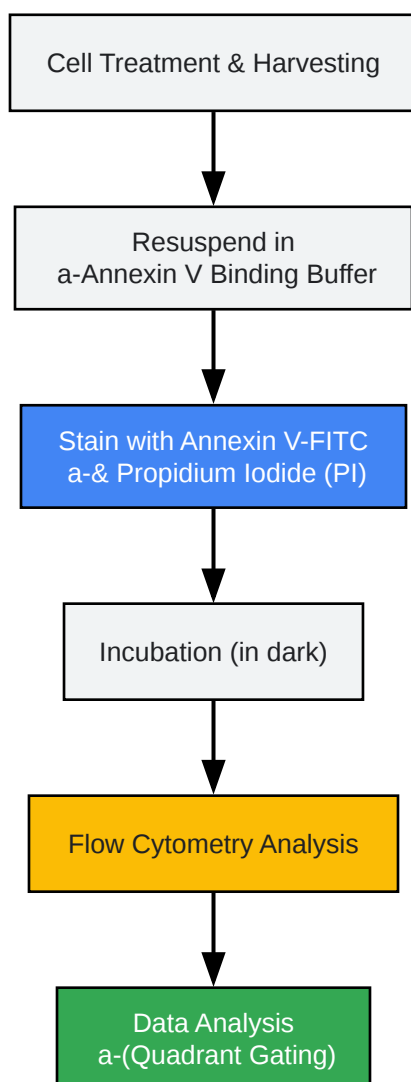 Cell Treatment & Harvesting
Resuspend in
a-Annexin V Binding Buffer
Stain with Annexin V-FITC
a-& Propidium Iodide (PI)
Incubation (in dark)
Flow Cytometry Analysis
Data Analysis
a-(Quadrant Gating)